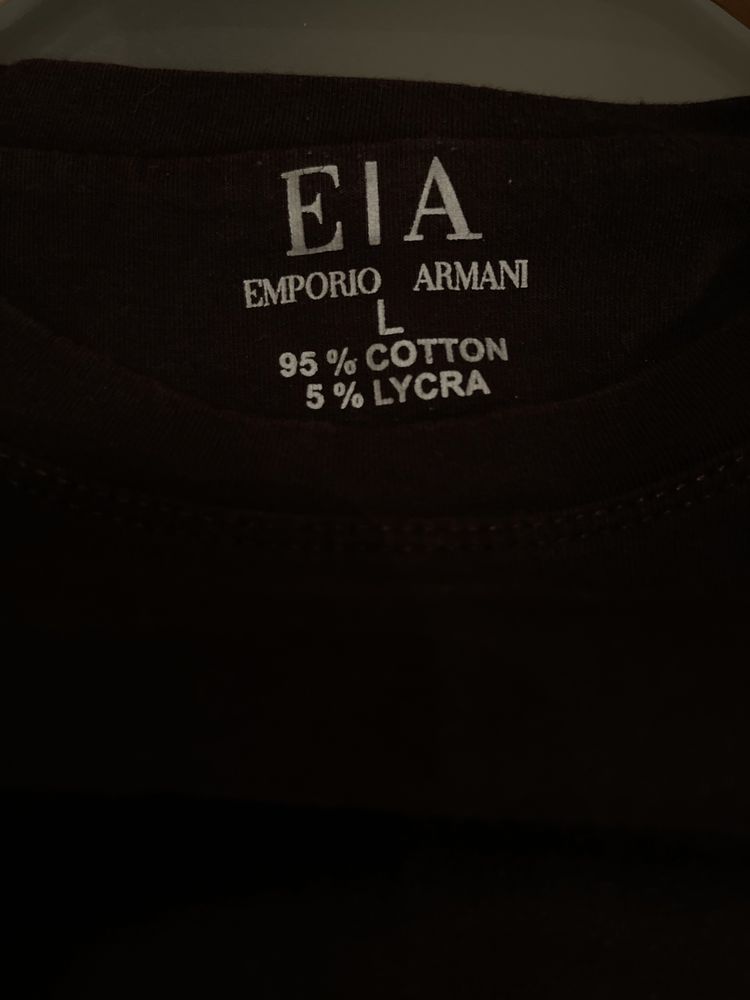 E|A
EMPORIO ARMANI
L
95 % COTTON
5 % LYCRA